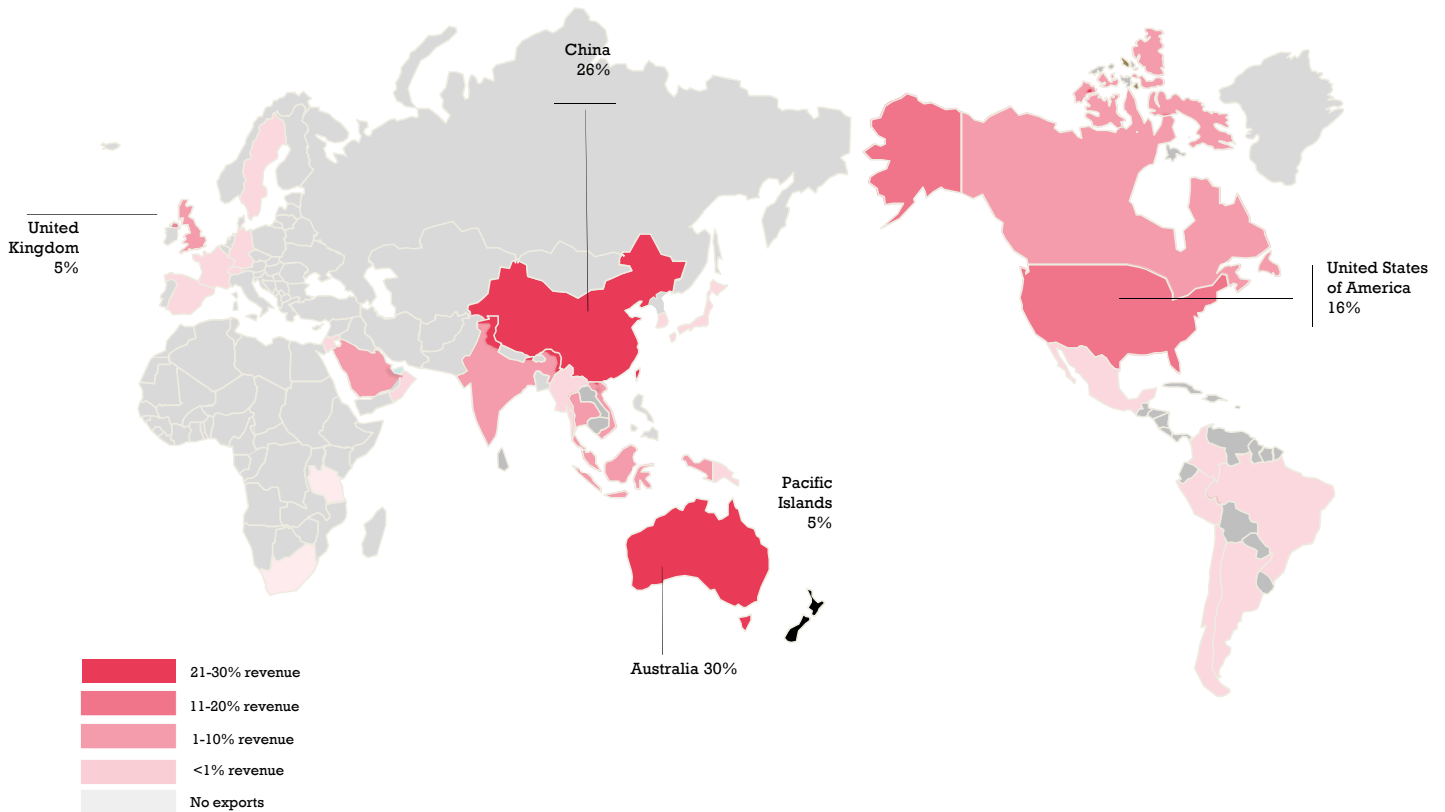 China
26%
United
Kingdom
5%
United States
of America
16%
Pacific
Islands
5%
Australia 30%
21-30% revenue
11-20% revenue
1-10% revenue
<1% revenue
No exports